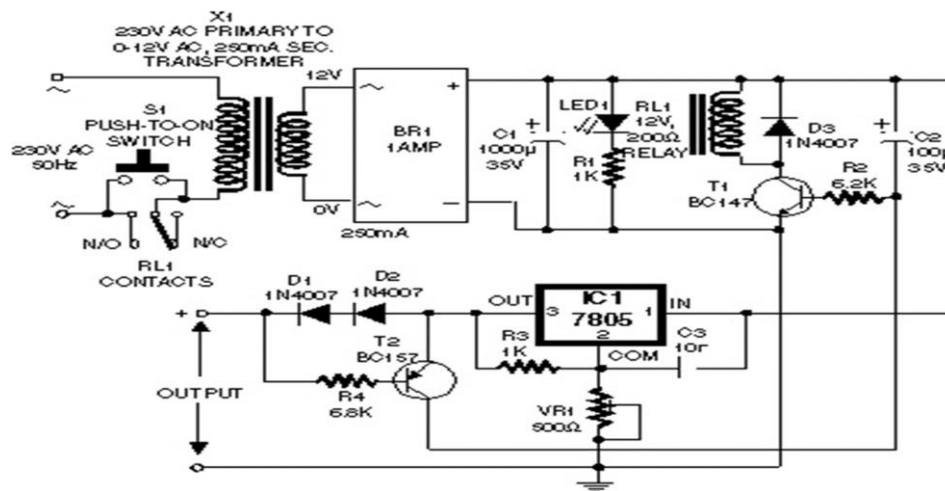 X1
230V AC PRIMARY TO
0-12V AC, 250mA SEC.
TRANSFORMER
12V
0V
S1
PUSH-TO-ON
SWITCH
230V AC
50Hz
N/O
N/C
RL1
CONTACTS
~
~
~
~
+
–
BR1
1AMP
250mA
+
C1
1000µ
35V
LED1
R1
1K
RL1
12V,
200Ω
RELAY
D3
1N4007
T1
BC147
R2
6.2K
+
C2
100µ
35V
+
OUTPUT
D1
1N4007
D2
1N4007
T2
BC157
R4
6.8K
OUT
3
IC1
7805
1
IN
2
COM
R3
1K
C3
VR1
500Ω